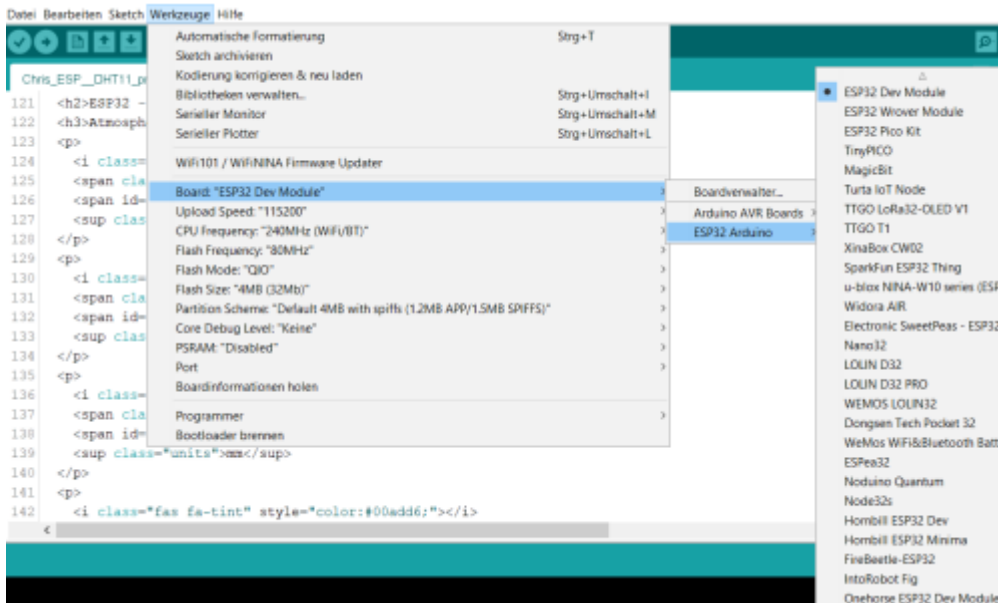 Datei Bearbeiten Sketch Werkzeuge Hilfe
Chris_ESP__DHT11_p
Automatische Formatierung Strg+T
Sketch archivieren
Kodierung korrigieren & neu laden
Bibliotheken verwalten... Strg+Umschalt+I
Serieller Monitor Strg+Umschalt+M
Serieller Plotter Strg+Umschalt+L
WiFi101 / WiFiNINA Firmware Updater
Board: "ESP32 Dev Module"
Upload Speed: "115200"
CPU Frequency: "240MHz (WiFi/BT)"
Flash Frequency: "80MHz"
Flash Mode: "QIO"
Flash Size: "4MB (32Mb)"
Partition Scheme: "Default 4MB with spiffs (1.2MB APP/1.5MB SPIFFS)"
Core Debug Level: "Keine"
PSRAM: "Disabled"
Port
Boardinformationen holen
Programmer
Bootloader brennen
Boardverwalter...
Arduino AVR Boards
ESP32 Arduino
ESP32 Dev Module
ESP32 Wrover Module
ESP32 Pico Kit
TinyPICO
MagicBit
Turta IoT Node
TTGO LoRa32-OLED V1
TTGO T1
XinaBox CW02
SparkFun ESP32 Thing
u-blox NINA-W10 series (ESP
Widora AIR
Electronic SweetPeas - ESP32
Nano32
LOLIN D32
LOLIN D32 PRO
WEMOS LOLIN32
Dongsen Tech Pocket 32
WeMos WiFi&Bluetooth Batt
ESPea32
Noduino Quantum
Node32s
Hornbill ESP32 Dev
Hornbill ESP32 Minima
FireBeetle-ESP32
IntoRobot Fig
Onehorse ESP32 Dev Module
121 <h2>ESP32 -
122 <h3>Atmosph
123 <p>
124 <i class=
125 <span cla
126 <span id=
127 <sup clas
128 </p>
129 <p>
130 <i class=
131 <span cla
132 <span id=
133 <sup clas
134 </p>
135 <p>
136 <i class=
137 <span cla
138 <span id=
139 <sup class="units">mm</sup>
140 </p>
141 <p>
142 <i class="fas fa-tint" style="color:#00add6;"></i>